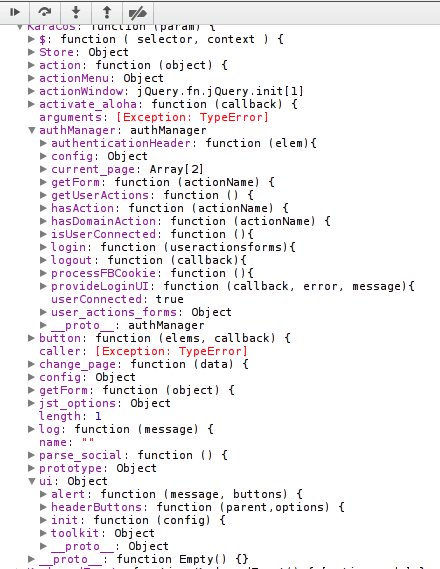 KaraCos: function (param) {
$: function ( selector, context ) {
Store: Object
action: function (object) {
actionMenu: Object
actionWindow: jQuery.fn.jQuery.init[1]
activate_aloha: function (callback) {
arguments: [Exception: TypeError]
authManager: authManager
authenticationHeader: function (elem){
config: Object
current_page: Array[2]
getForm: function (actionName) {
getUserActions: function () {
hasAction: function (actionName) {
hasDomainAction: function (actionName) {
isUserConnected: function (){
login: function (useractionsforms){
logout: function (callback){
processFBCookie: function (){
provideLoginUI: function (callback, error, message){
userConnected: true
user_actions_forms: Object
__proto__: authManager
button: function (elems, callback) {
caller: [Exception: TypeError]
change_page: function (data) {
config: Object
getForm: function (object) {
jst_options: Object
length: 1
log: function (message) {
name: ""
parse_social: function () {
prototype: Object
ui: Object
alert: function (message, buttons) {
headerButtons: function (parent,options) {
init: function (config) {
toolkit: Object
__proto__: Object
__proto__: function Empty() {}